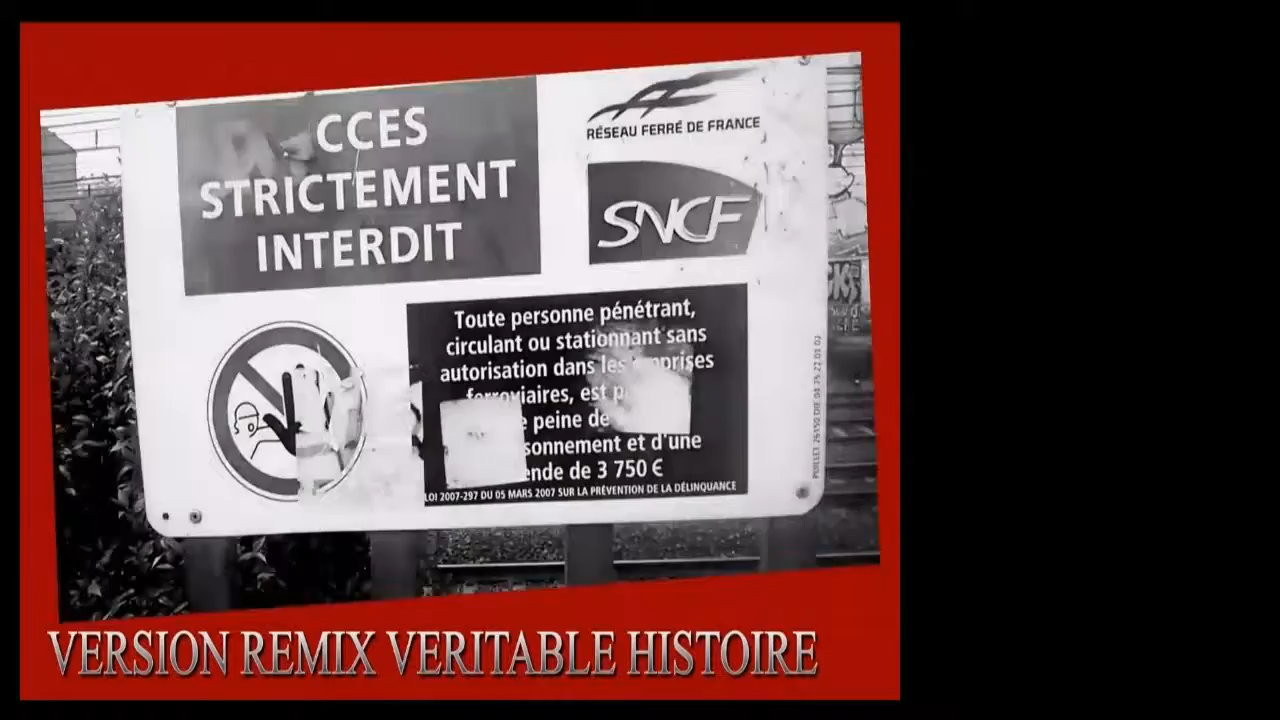 CCES
STRICTEMENT
INTERDIT
RÉSEAU FERRÉ DE FRANCE
SNCF
Toute personne pénétrant,
circulant ou stationnant sans
autorisation dans les
est
peine de
et d'une
de 3 750 €
LOI 2007-297 DU 05 MARS 2007 SUR LA PRÉVENTION DE LA DÉLINQUANCE
VERSION REMIX VERITABLE HISTOIRE